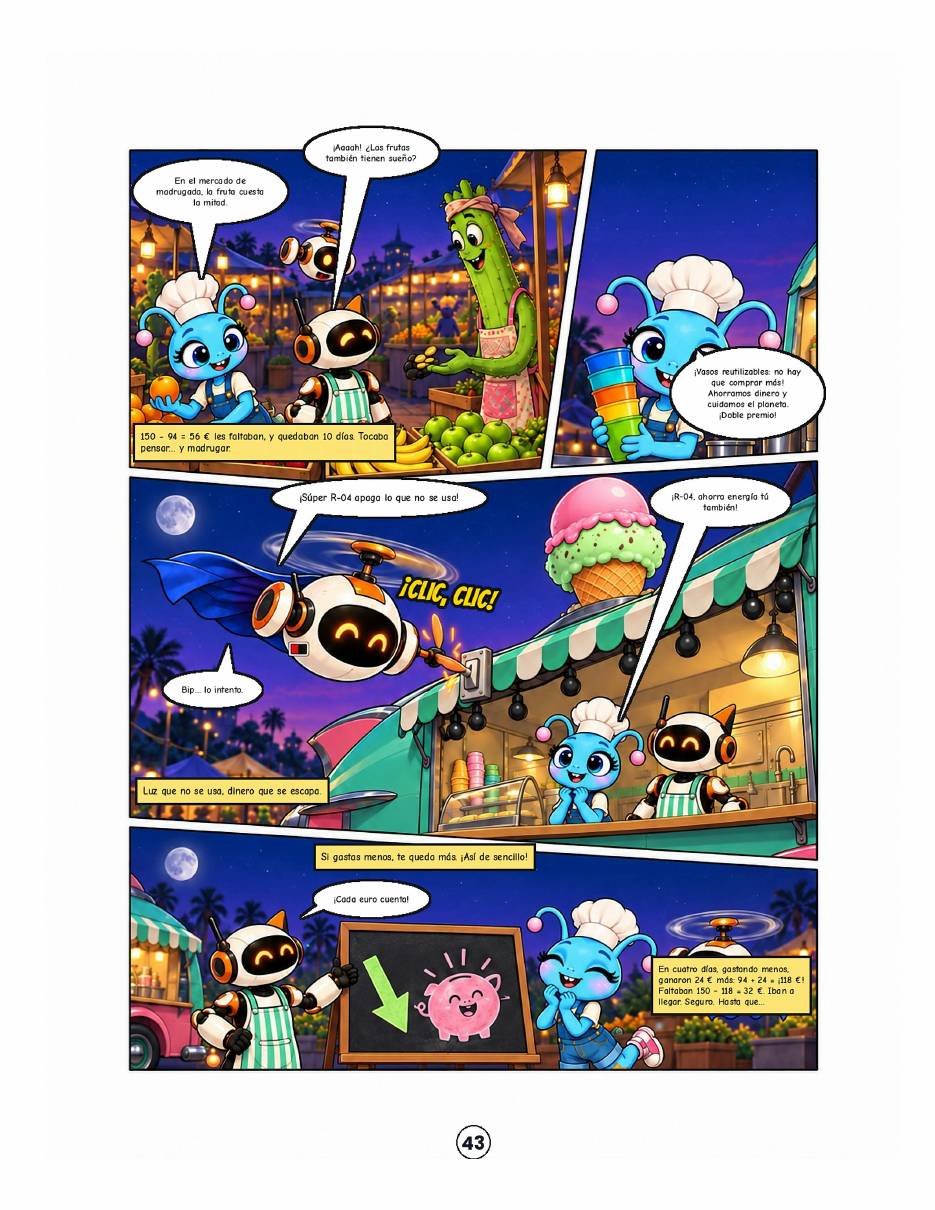 En el mercado de
madrugada, la fruta cuesta
la mitad.
¡Aaaah! ¿Las frutas
también tienen sueño?
150 - 94 = 56 € les faltaban, y quedaban 10 días. Tocaba
pensar... y madrugar.
¡Vasos reutilizables: no hay
que comprar más!
Ahorramos dinero y
cuidamos el planeta.
¡Doble premio!
¡Súper R-04 apaga lo que no se usa!
¡R-04, ahorra energía tú
también!
¡CLIC, CLIC!
Bip... lo intento.
Luz que no se usa, dinero que se escapa.
Si gastas menos, te queda más. ¡Así de sencillo!
¡Cada euro cuenta!
En cuatro días, gastando menos,
ganaron 24 € más: 94 + 24 = ¡118 €!
Faltaban 150 - 118 = 32 €. Iban a
llegar. Seguro. Hasta que...
43